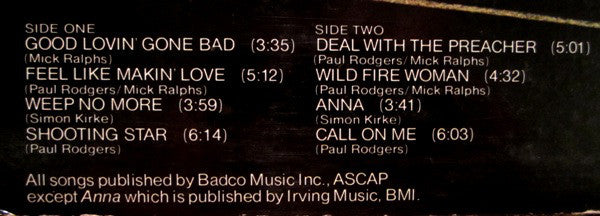 SIDE ONE
GOOD LOVIN' GONE BAD (3:35)
(Mick Ralphs)
FEEL LIKE MAKIN' LOVE (5:12)
(Paul Rodgers/Mick Ralphs)
WEEP NO MORE (3:59)
(Simon Kirke)
SHOOTING STAR (6:14)
(Paul Rodgers)
SIDE TWO
DEAL WITH THE PREACHER (5:01)
(Paul Rodgers/Mick Ralphs)
WILD FIRE WOMAN (4:32)
(Paul Rodgers/Mick Ralphs)
ANNA (3:41)
(Simon Kirke)
CALL ON ME (6:03)
(Paul Rodgers)
All songs published by Badco Music Inc., ASCAP
except Anna which is published by Irving Music, BMI.